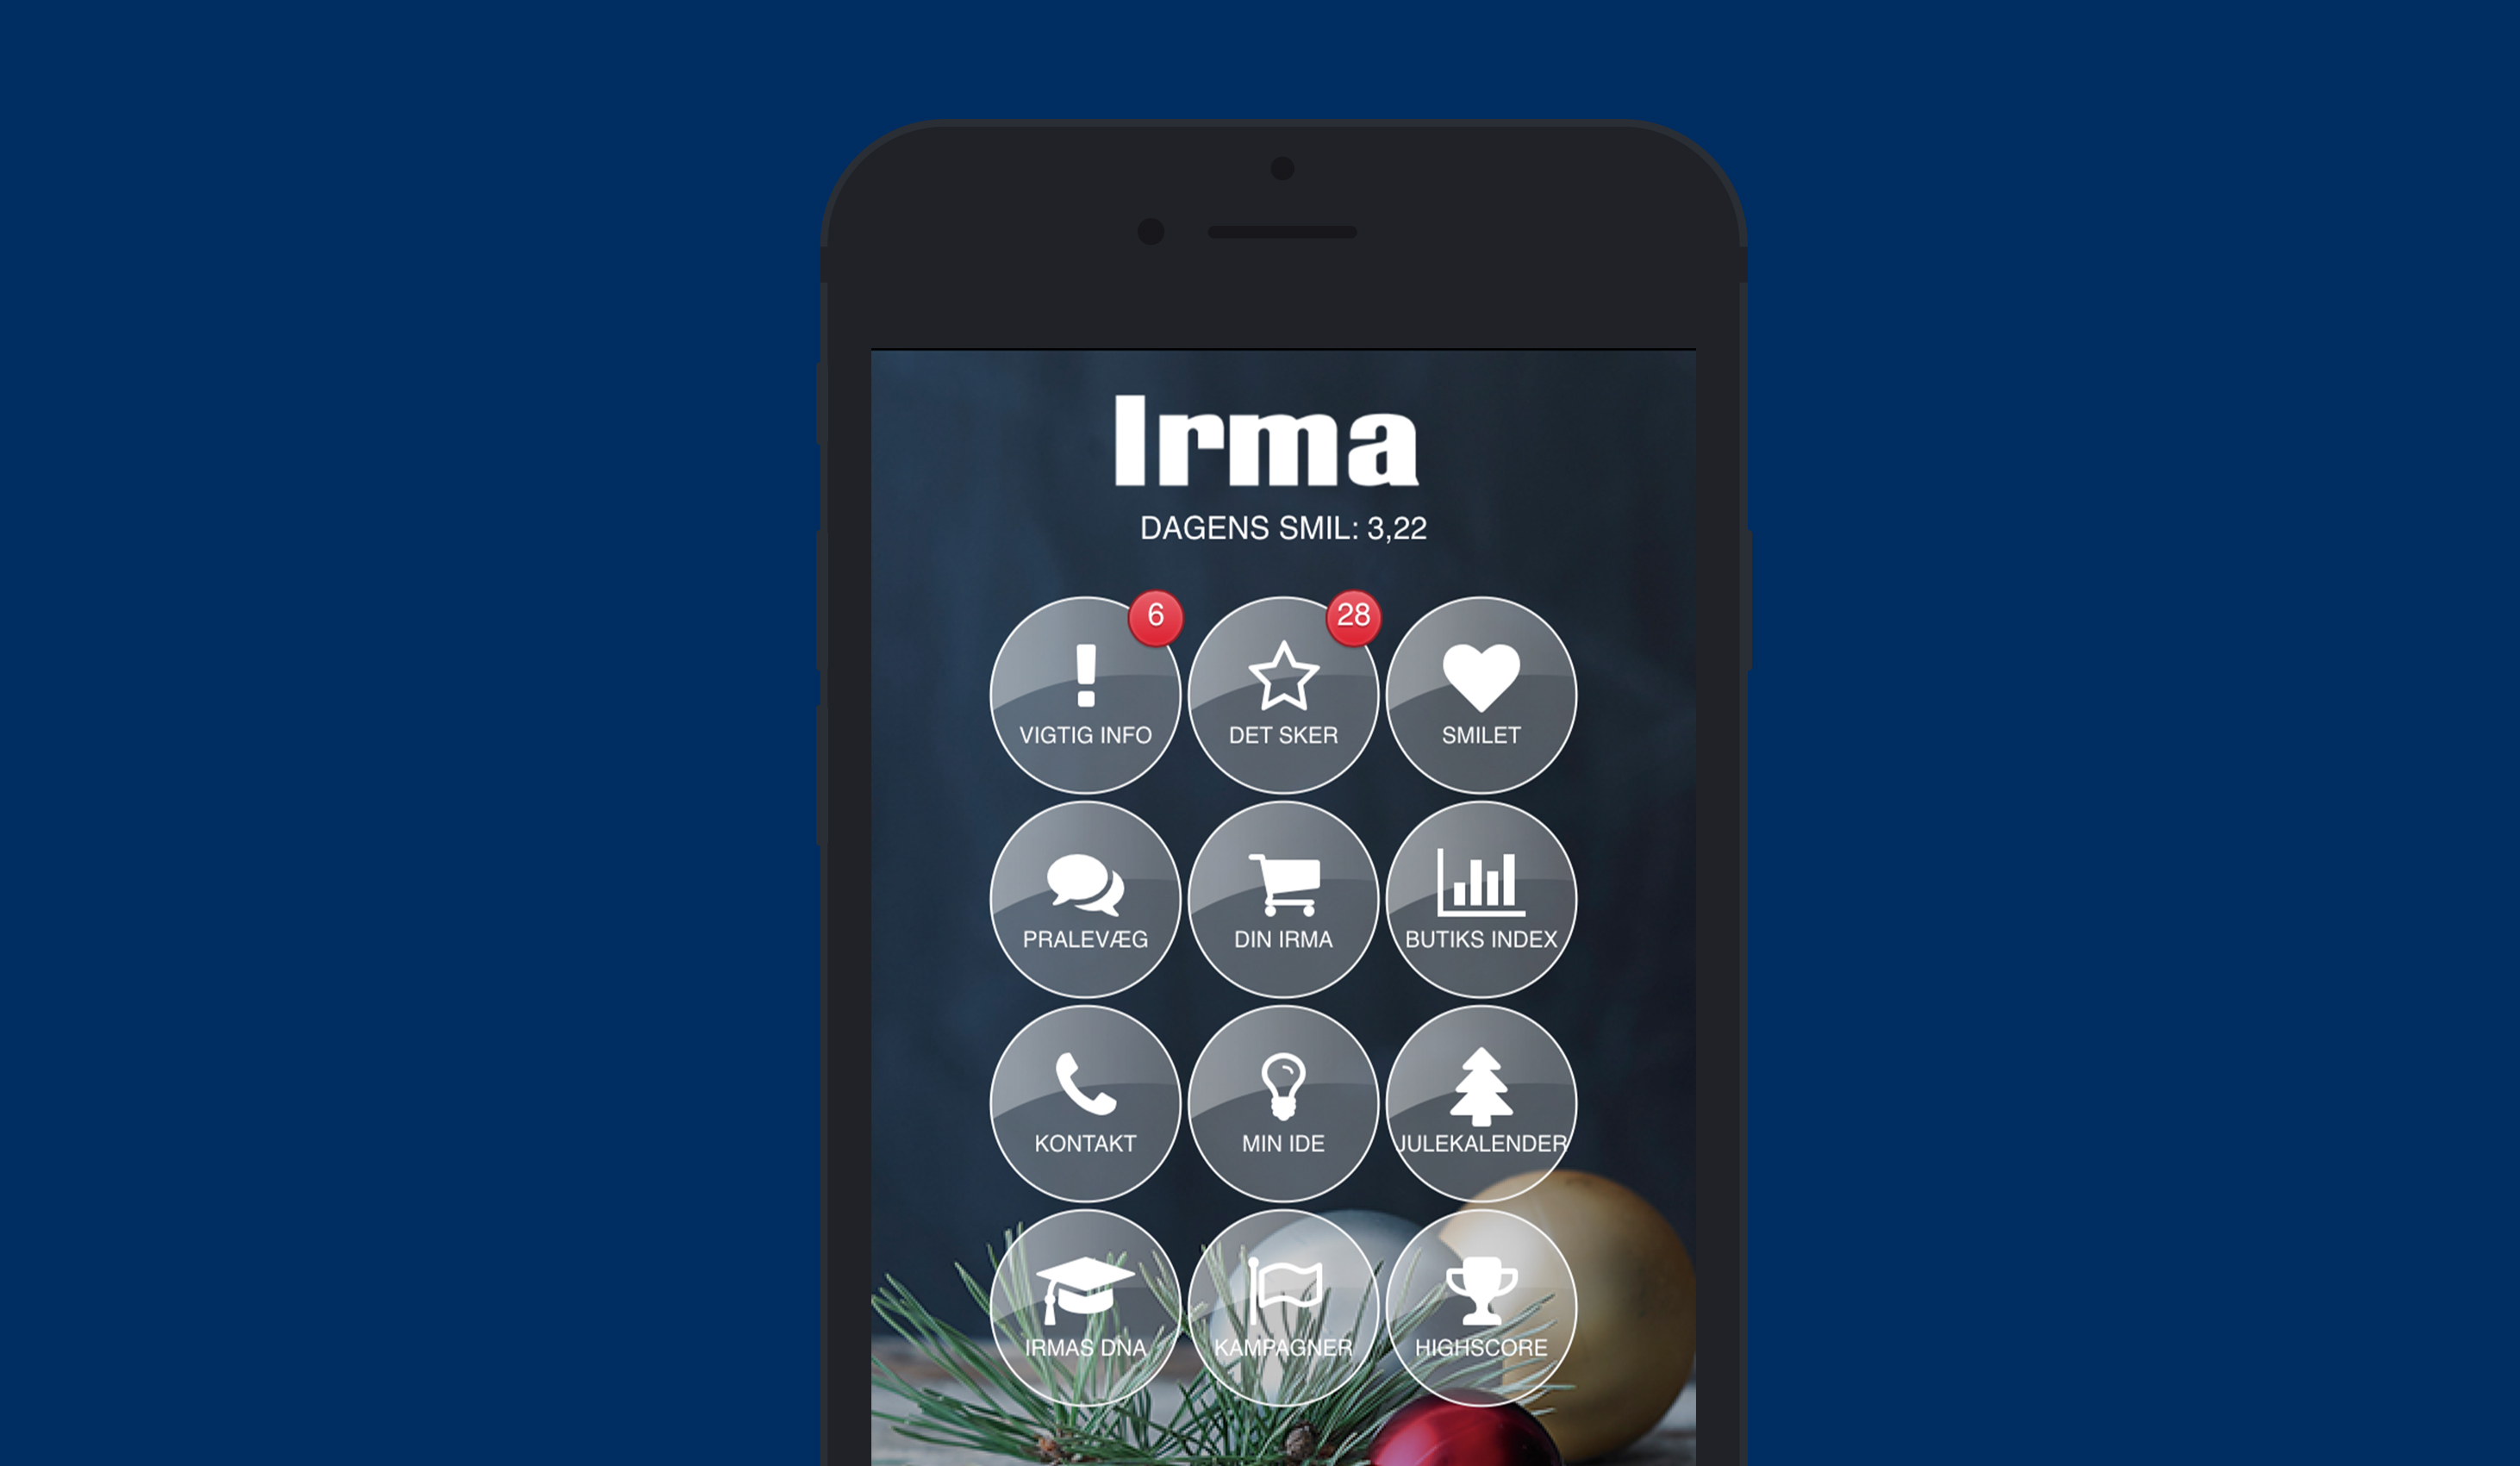 Irma
DAGENS SMIL: 3,22
6
28
VIGTIG INFO
DET SKER
SMILET
PRALEVÆG
DIN IRMA
BUTIKS INDEX
KONTAKT
MIN IDE
JULEKALENDER
IRMAS DNA
KAMPAGNER
HIGHSCORE